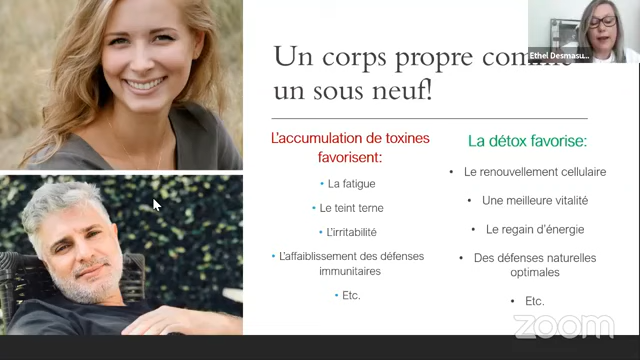 Un corps propre comme
un sous neuf!
Ethel Desmasu...
L'accumulation de toxines
favorisent:
• La fatigue
• Le teint terne
• L'irritabilité
• L'affaiblissement des défenses
immunitaires
• Etc.
La détox favorise:
• Le renouvellement cellulaire
• Une meilleure vitalité
• Le regain d'énergie
• Des défenses naturelles
optimales
• Etc.
zoom